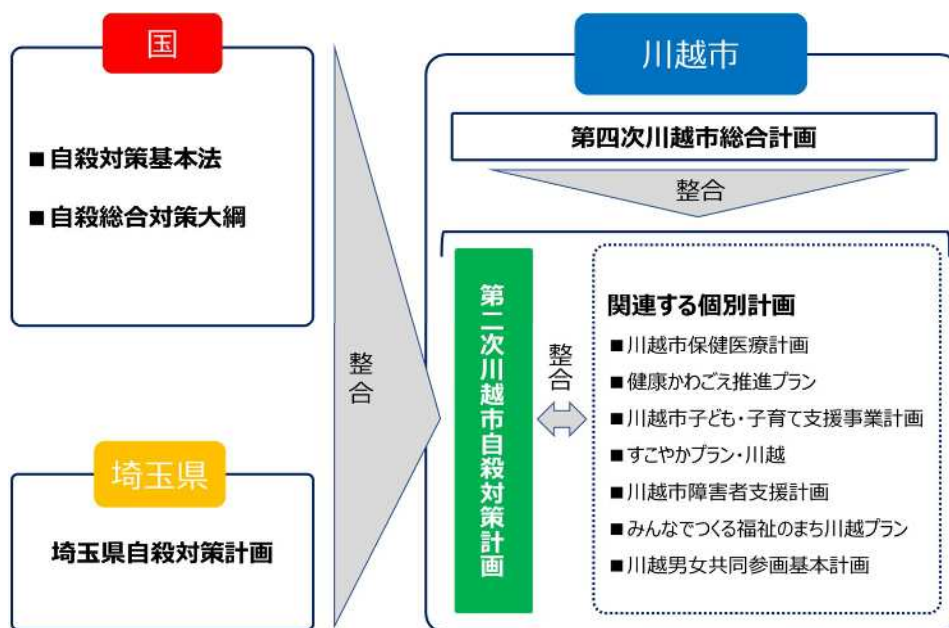 国
■自殺対策基本法
■自殺総合対策大綱
埼玉県
埼玉県自殺対策計画
整合
川越市
第四次川越市総合計画
整合
第二次川越市自殺対策計画
整合
関連する個別計画
■川越市保健医療計画
■健康かわごえ推進プラン
■川越市子ども・子育て支援事業計画
■すこやかプラン・川越
■川越市障害者支援計画
■みんなでつくる福祉のまち川越プラン
■川越男女共同参画基本計画